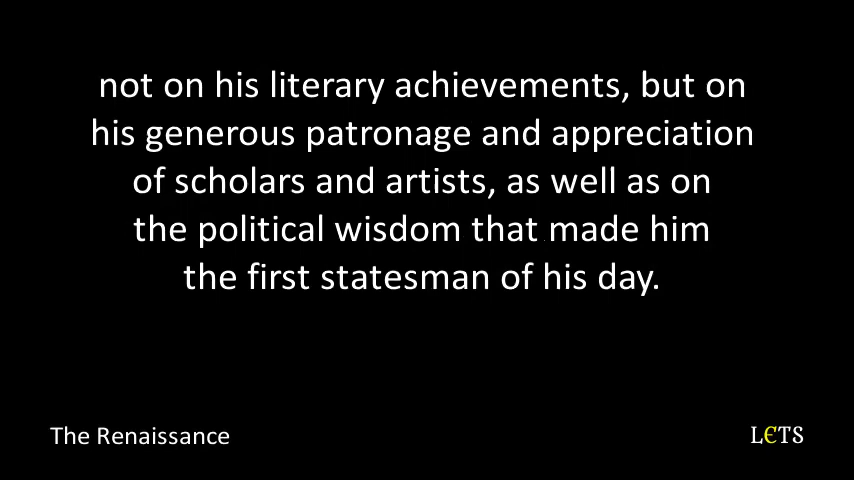 not on his literary achievements, but on
his generous patronage and appreciation
of scholars and artists, as well as on
the political wisdom that made him
the first statesman of his day.
The Renaissance
LЄTS